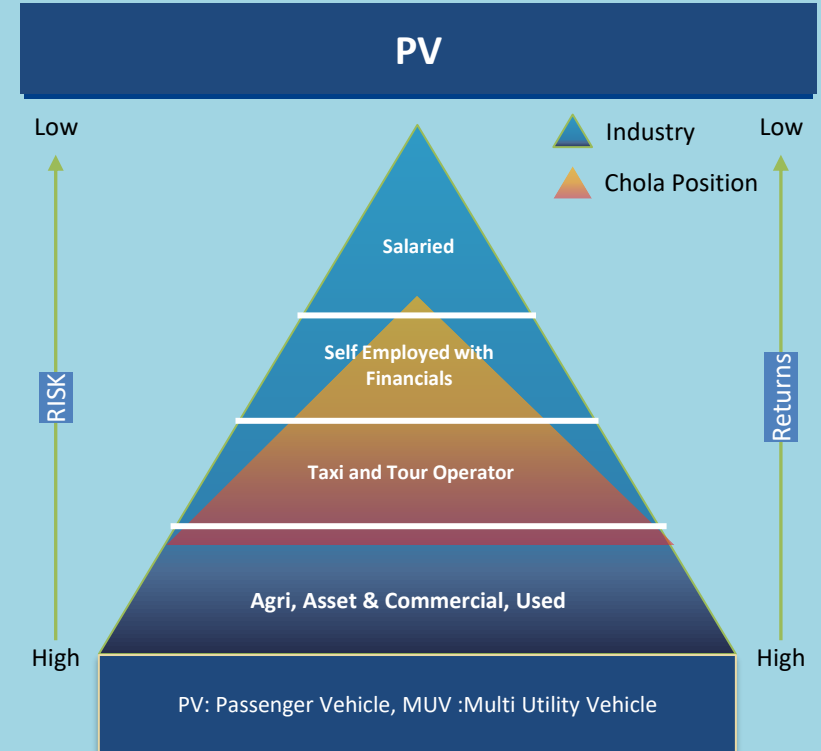 PV
Low
Industry
Low
Chola Position
Salaried
Self Employed with
Financials
RISK
Returns
Taxi and Tour Operator
Agri, Asset & Commercial, Used
High
High
PV: Passenger Vehicle, MUV :Multi Utility Vehicle